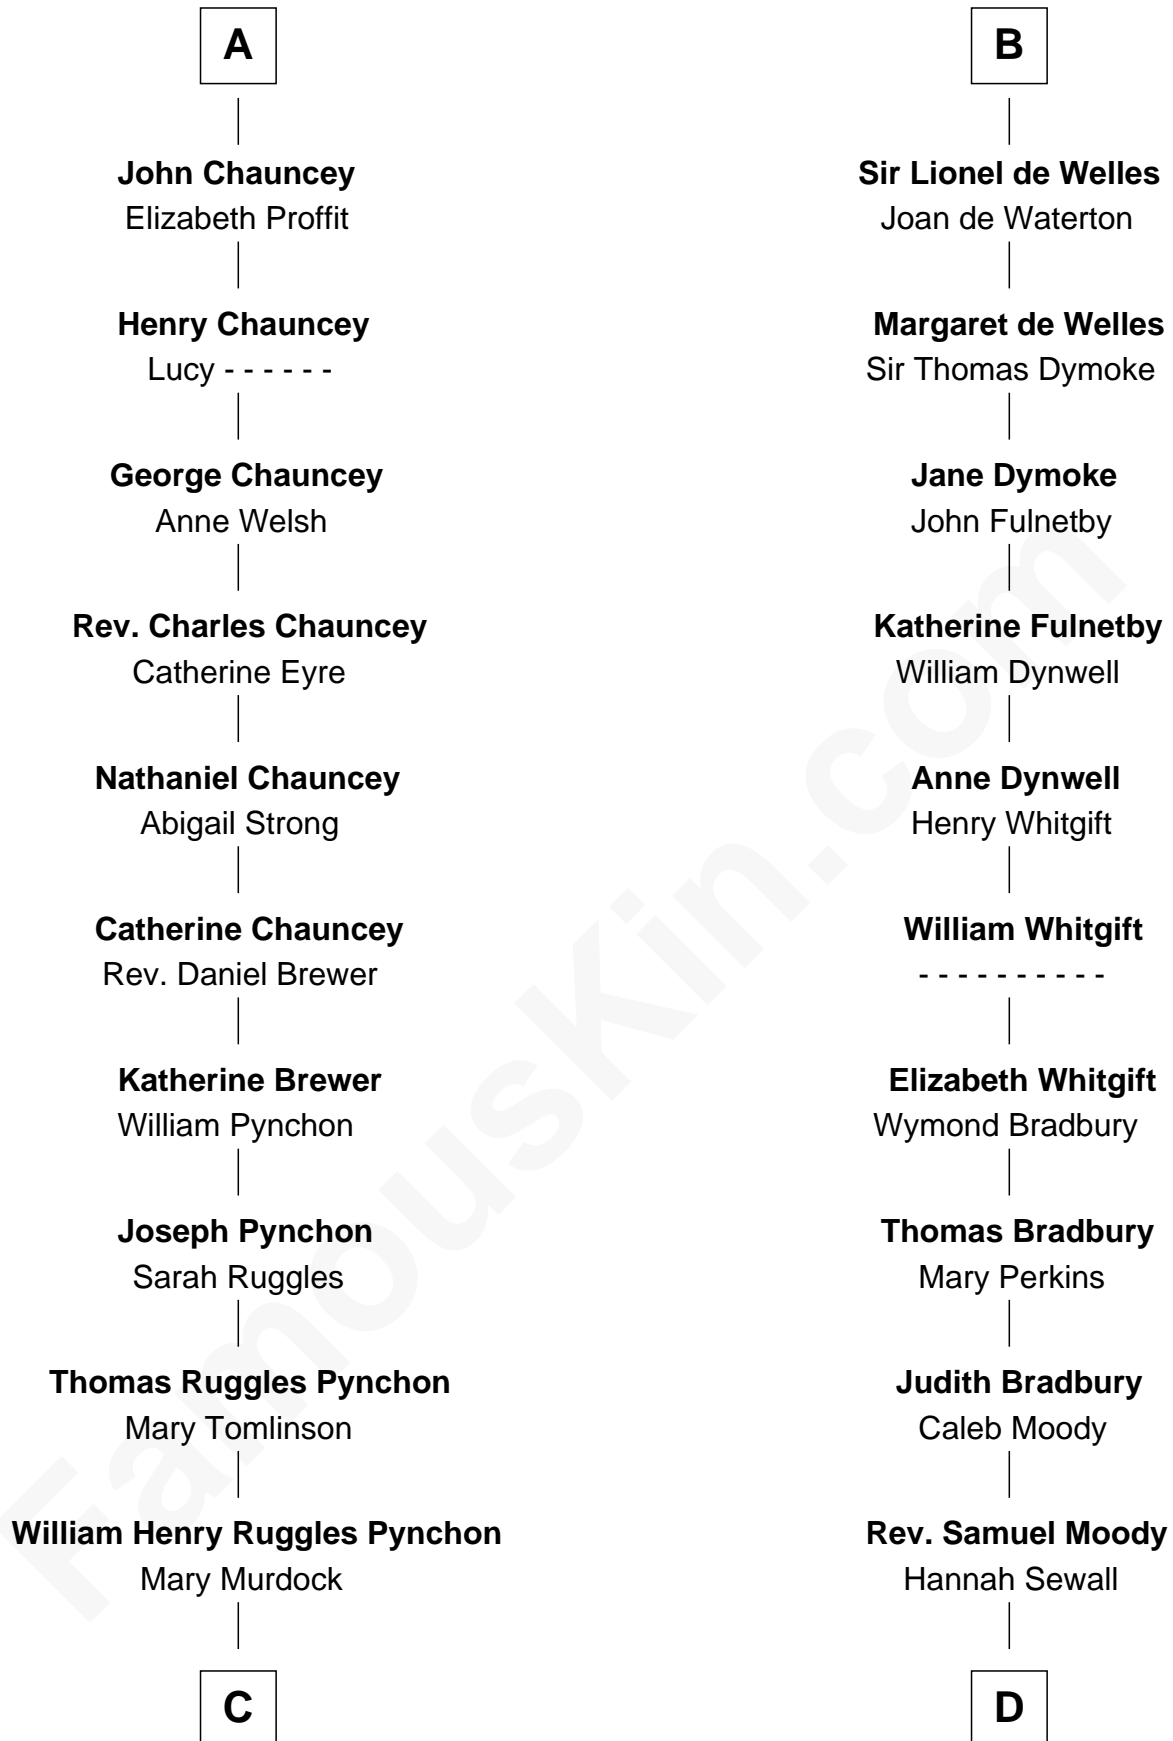 A
John Chauncey
Elizabeth Proffit
Henry Chauncey
Lucy - - - - - -
George Chauncey
Anne Welsh
Rev. Charles Chauncey
Catherine Eyre
Nathaniel Chauncey
Abigail Strong
Catherine Chauncey
Rev. Daniel Brewer
Katherine Brewer
William Pynchon
Joseph Pynchon
Sarah Ruggles
Thomas Ruggles Pynchon
Mary Tomlinson
William Henry Ruggles Pynchon
Mary Murdock
C
B
Sir Lionel de Welles
Joan de Waterton
Margaret de Welles
Sir Thomas Dymoke
Jane Dymoke
John Fulnetby
Katherine Fulnetby
William Dynwell
Anne Dynwell
Henry Whitgift
William Whitgift
- - - - - - - - - -
Elizabeth Whitgift
Wymond Bradbury
Thomas Bradbury
Mary Perkins
Judith Bradbury
Caleb Moody
Rev. Samuel Moody
Hannah Sewall
D
FamousKin.com